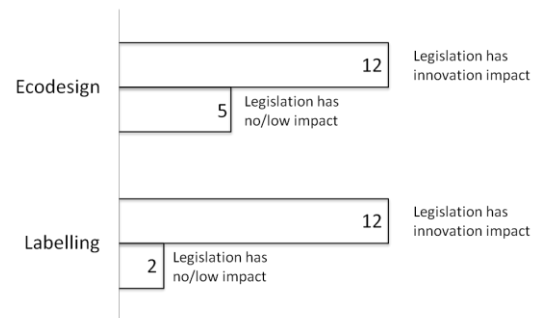 Ecodesign
12
Legislation has
innovation impact
5
Legislation has
no/low impact
Labelling
12
Legislation has
innovation impact
2
Legislation has
no/low impact